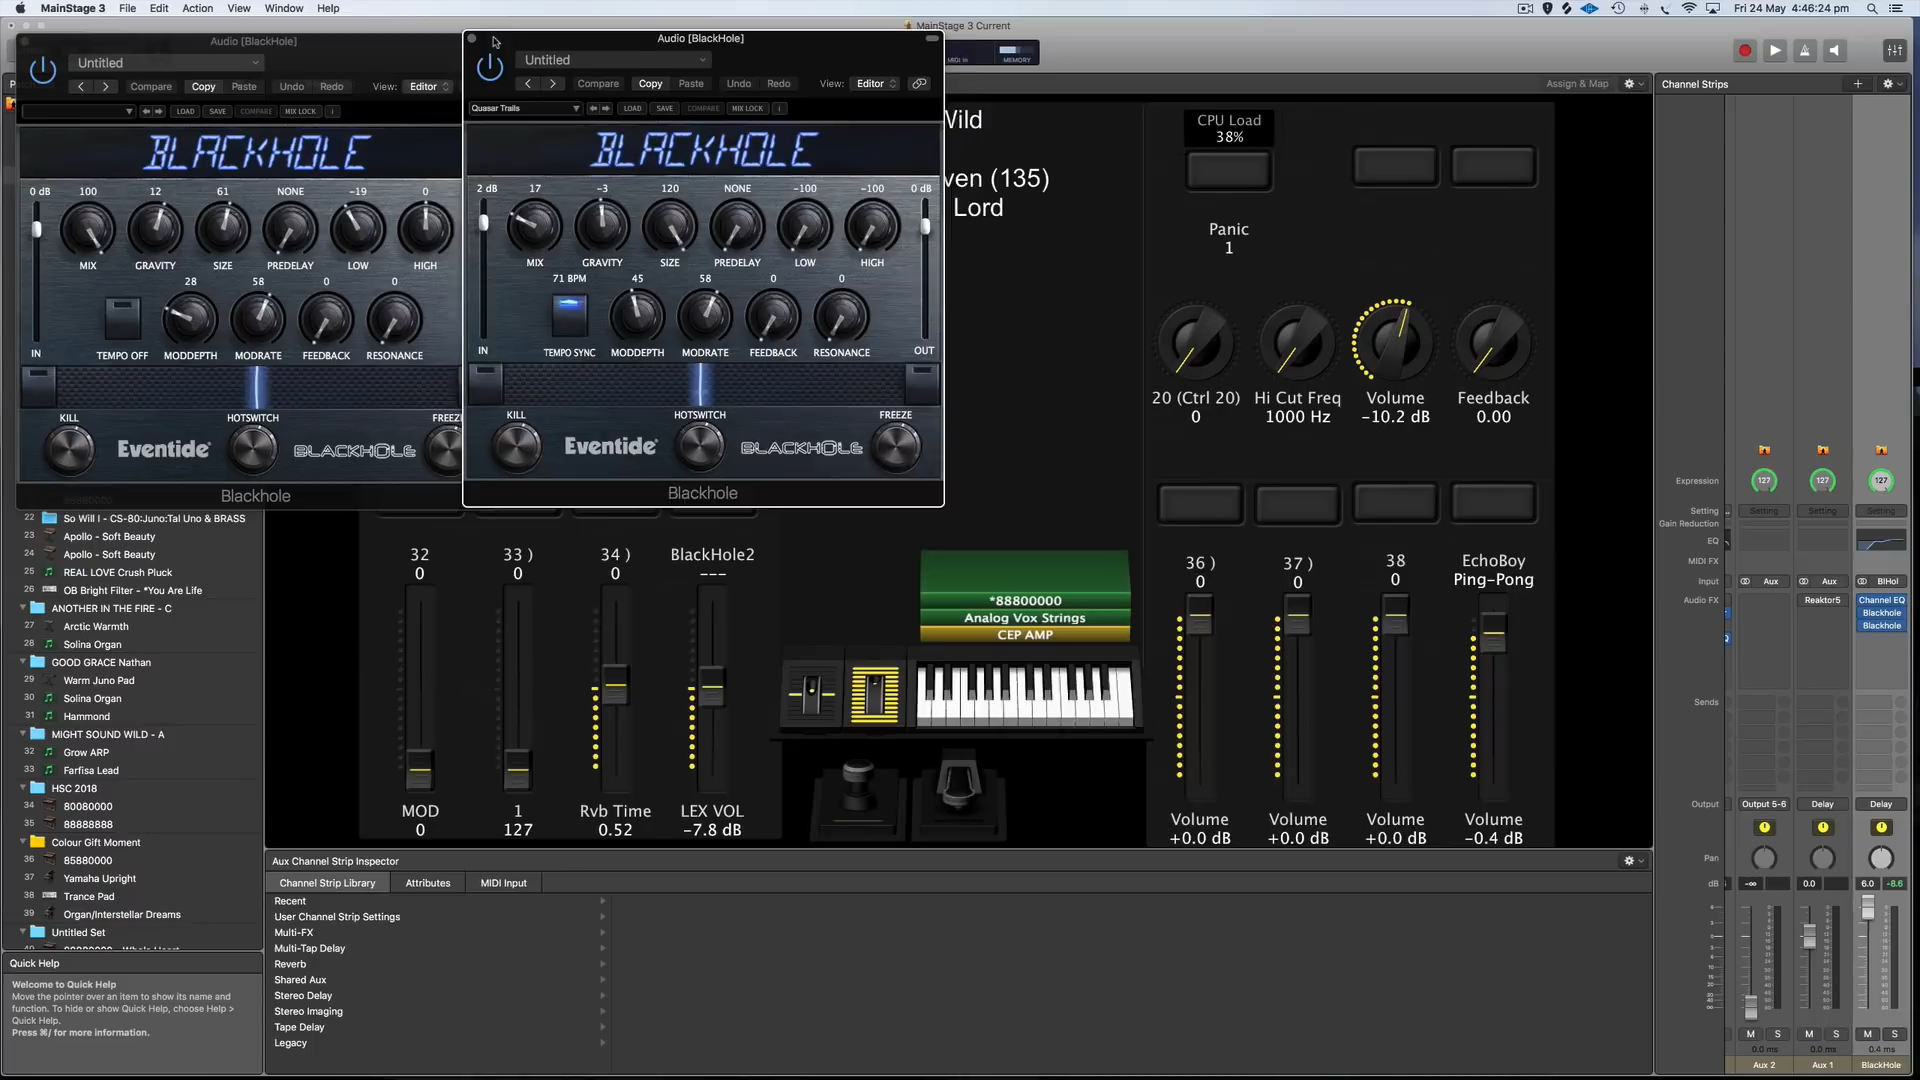 MainStage 3 File Edit Action View Window Help
Fri 24 May 4:46:24 pm
MainStage 3 Current
Audio [BlackHole]
Untitled
Compare Copy Paste Undo Redo View: Editor
LOAD SAVE COMPARE MIX LOCK i
BLACKHOLE
0 dB 100 12 61 NONE -19 0
MIX GRAVITY SIZE PREDELAY LOW HIGH
28 58 0 0
IN TEMPO OFF MODDEPTH MODRATE FEEDBACK RESONANCE
KILL HOTSWITCH
Eventide BLACKHOLE
Blackhole
Audio [BlackHole]
Untitled
Compare Copy Paste Undo Redo View: Editor
Quasar Trails LOAD SAVE COMPARE MIX LOCK i
BLACKHOLE
2 dB 17 -3 120 NONE -100 -100 0 dB
MIX GRAVITY SIZE PREDELAY LOW HIGH
71 BPM 45 58 0 0
IN TEMPO SYNC MODDEPTH MODRATE FEEDBACK RESONANCE OUT
KILL HOTSWITCH FREEZE
Eventide BLACKHOLE
Blackhole
MIDI In MEMORY
Assign & Map
(135)
Lord
CPU Load
38%
Panic
1
20 (Ctrl 20) Hi Cut Freq Volume Feedback
0 1000 Hz -10.2 dB 0.00
32 33 ) 34 ) BlackHole2
0 0 0 ---
MOD 1 Rvb Time LEX VOL
0 127 0.52 -7.8 dB
*88800000
Analog Vox Strings
CEP AMP
36 ) 37 ) 38 EchoBoy
0 0 0 Ping-Pong
Volume Volume Volume Volume
+0.0 dB +0.0 dB +0.0 dB -0.4 dB
22 So Will I - CS-80:Juno:Tal Uno & BRASS
23 Apollo - Soft Beauty
24 Apollo - Soft Beauty
25 REAL LOVE Crush Pluck
26 OB Bright Filter - *You Are Life
ANOTHER IN THE FIRE - C
27 Arctic Warmth
28 Solina Organ
GOOD GRACE Nathan
29 Warm Juno Pad
30 Solina Organ
31 Hammond
MIGHT SOUND WILD - A
32 Grow ARP
33 Farfisa Lead
HSC 2018
34 80080000
35 88888888
Colour Gift Moment
36 85880000
37 Yamaha Upright
38 Trance Pad
39 Organ/Interstellar Dreams
Untitled Set
Quick Help
Welcome to Quick Help
Move the pointer over an item to show its name and
function. To hide or show Quick Help, choose Help >
Quick Help.
Press ⌘/ for more information.
Aux Channel Strip Inspector
Channel Strip Library Attributes MIDI Input
Recent
User Channel Strip Settings
Multi-FX
Multi-Tap Delay
Reverb
Shared Aux
Stereo Delay
Stereo Imaging
Tape Delay
Legacy
Channel Strips
Expression 127 127 127
Setting Setting Setting Setting
Gain Reduction
EQ
MIDI FX
Input Aux Aux BlHol
Audio FX Reaktor5 Channel EQ
Blackhole
Blackhole
Sends
Output Output 5-6 Delay Delay
Pan
dB -∞ 0.0 6.0 -8.6
M S M S M S
0.0 ms 0.0 ms 0.4 ms
Aux 2 Aux 1 BlackHole